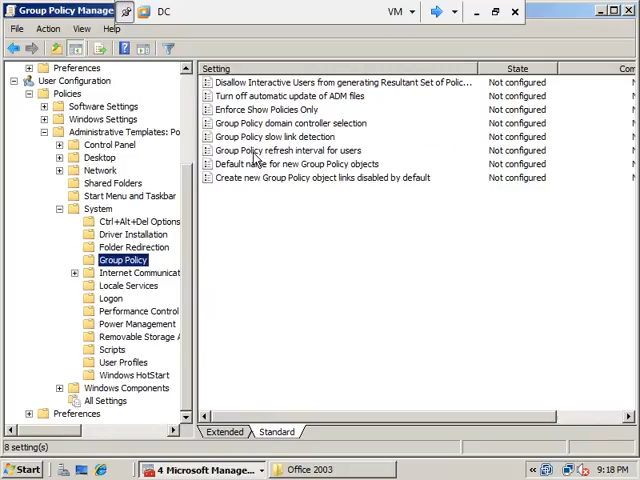 Group Policy Manage
DC
VM
File Action View Help
Preferences
User Configuration
Policies
Software Settings
Windows Settings
Administrative Templates: Po
Control Panel
Desktop
Network
Shared Folders
Start Menu and Taskbar
System
Ctrl+Alt+Del Options
Driver Installation
Folder Redirection
Group Policy
Internet Communicat
Locale Services
Logon
Performance Control
Power Management
Removable Storage A
Scripts
User Profiles
Windows HotStart
Windows Components
All Settings
Preferences
Setting State Com
Disallow Interactive Users from generating Resultant Set of Polic... Not configured N
Turn off automatic update of ADM files Not configured N
Enforce Show Policies Only Not configured N
Group Policy domain controller selection Not configured N
Group Policy slow link detection Not configured N
Group Policy refresh interval for users Not configured N
Default name for new Group Policy objects Not configured N
Create new Group Policy object links disabled by default Not configured N
Extended Standard
8 setting(s)
Start 4 Microsoft Manage... Office 2003 « 9:18 PM